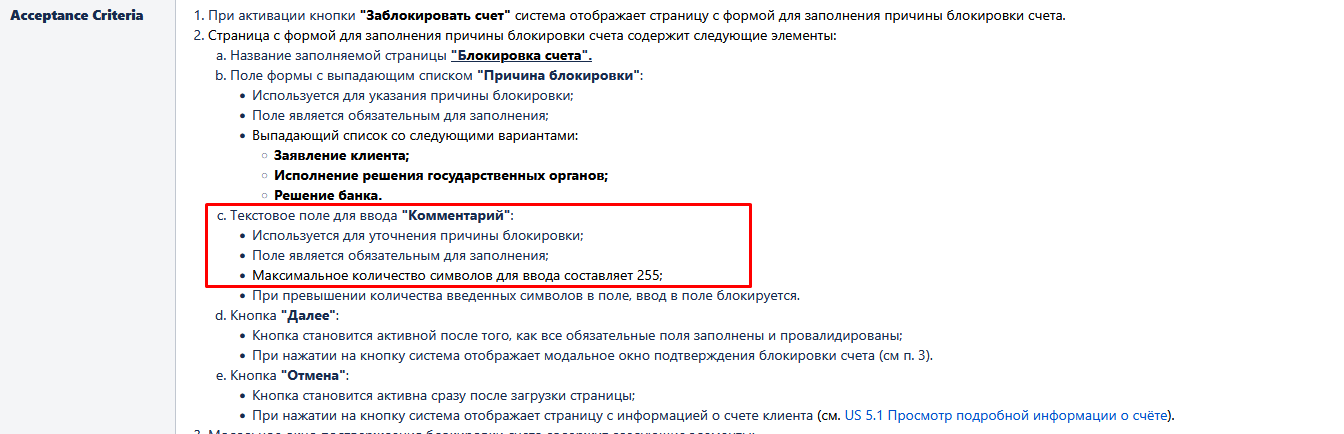 Acceptance Criteria
1. При активации кнопки "Заблокировать счет" система отображает страницу с формой для заполнения причины блокировки счета.
2. Страница с формой для заполнения причины блокировки счета содержит следующие элементы:
a. Название заполняемой страницы "Блокировка счета".
b. Поле формы с выпадающим списком "Причина блокировки":
• Используется для указания причины блокировки;
• Поле является обязательным для заполнения;
• Выпадающий список со следующими вариантами:
○ Заявление клиента;
○ Исполнение решения государственных органов;
○ Решение банка.
c. Текстовое поле для ввода "Комментарий":
• Используется для уточнения причины блокировки;
• Поле является обязательным для заполнения;
• Максимальное количество символов для ввода составляет 255;
• При превышении количества введенных символов в поле, ввод в поле блокируется.
d. Кнопка "Далее":
• Кнопка становится активной после того, как все обязательные поля заполнены и провалидированы;
• При нажатии на кнопку система отображает модальное окно подтверждения блокировки счета (см п. 3).
e. Кнопка "Отмена":
• Кнопка становится активна сразу после загрузки страницы;
• При нажатии на кнопку система отображает страницу с информацией о счете клиента (см. US 5.1 Просмотр подробной информации о счёте).